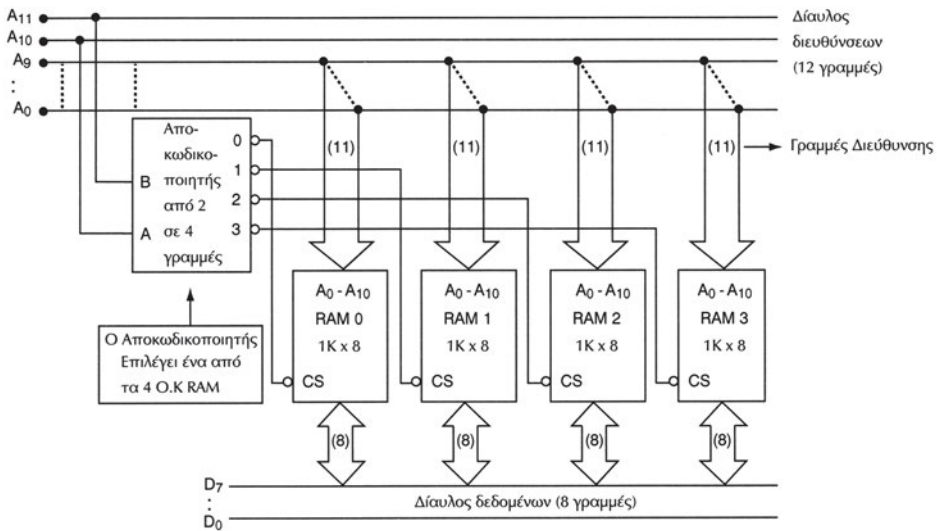 A11
A10
A9
:
A0
Δίαυλος
διευθύνσεων
(12 γραμμές)
Γραμμές Διεύθυνσης
(11)
(11)
(11)
(11)
Απο-
κωδικο-
ποιητής
από 2
σε 4
γραμμές
B
A
0
1
2
3
Ο Αποκωδικοποιητής
Επιλέγει ένα από
τα 4 Ο.Κ RAM
A0 - A10
RAM 0
1K x 8
CS
A0 - A10
RAM 1
1K x 8
CS
A0 - A10
RAM 2
1K x 8
CS
A0 - A10
RAM 3
1K x 8
CS
(8)
(8)
(8)
(8)
D7
:
D0
Δίαυλος δεδομένων (8 γραμμές)